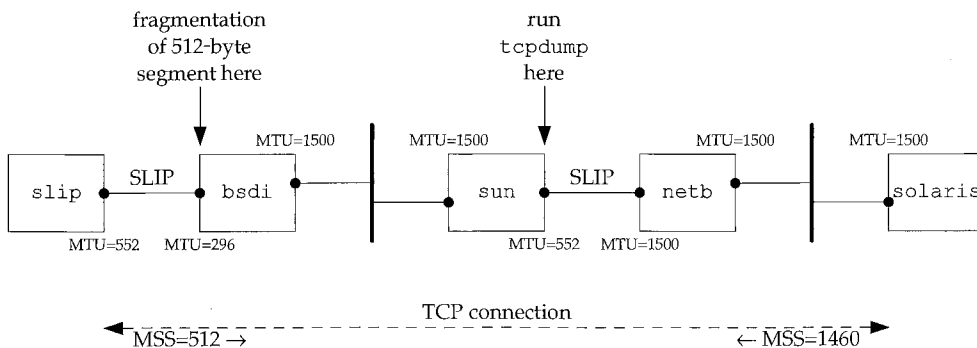 fragmentation
of 512-byte
segment here
run
tcpdump
here
MTU=1500
MTU=1500
MTU=1500
MTU=1500
slip
SLIP
bsdi
sun
SLIP
netb
solaris
MTU=552
MTU=296
MTU=552
MTU=1500
TCP connection
MSS=512 →
← MSS=1460